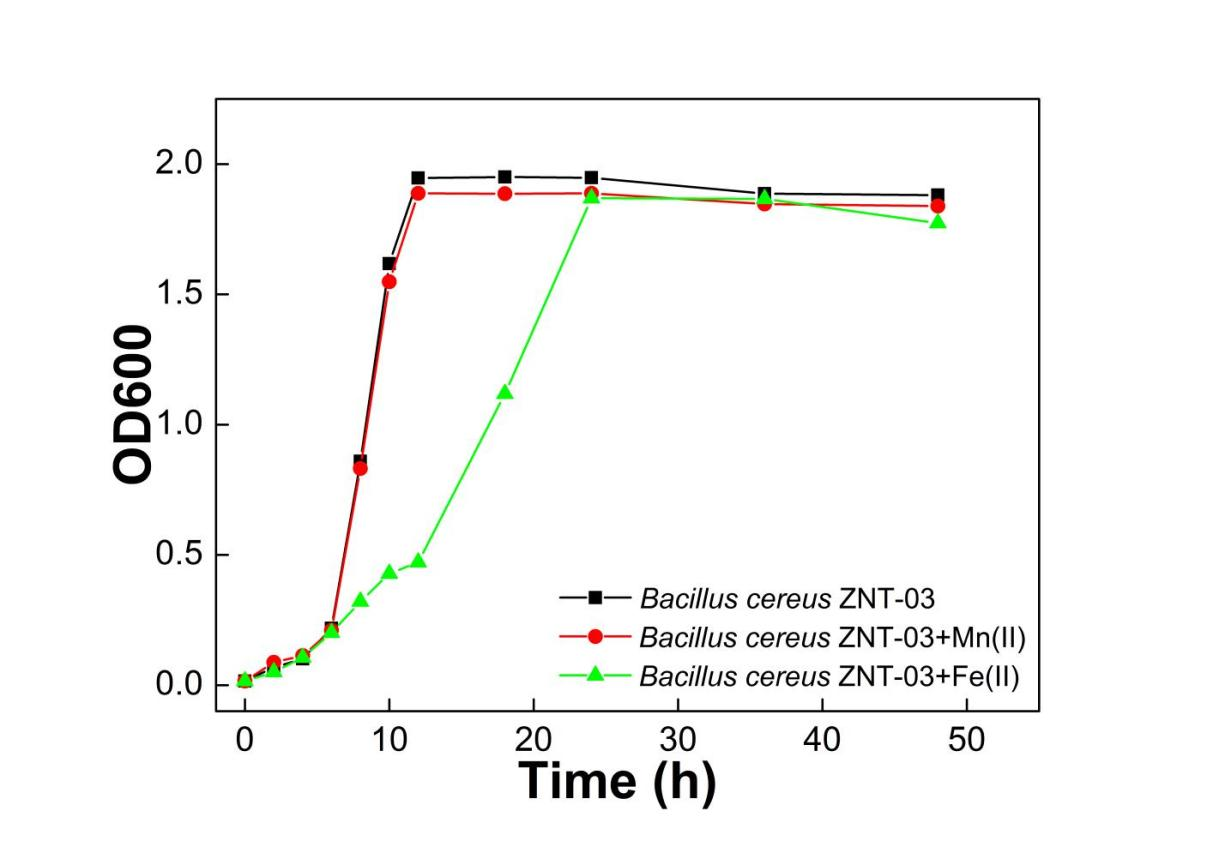 2.0
1.5
1.0
0.5
0.0
OD600
0 10 20 30 40 50
Time (h)
Bacillus cereus ZNT-03
Bacillus cereus ZNT-03+Mn(II)
Bacillus cereus ZNT-03+Fe(II)